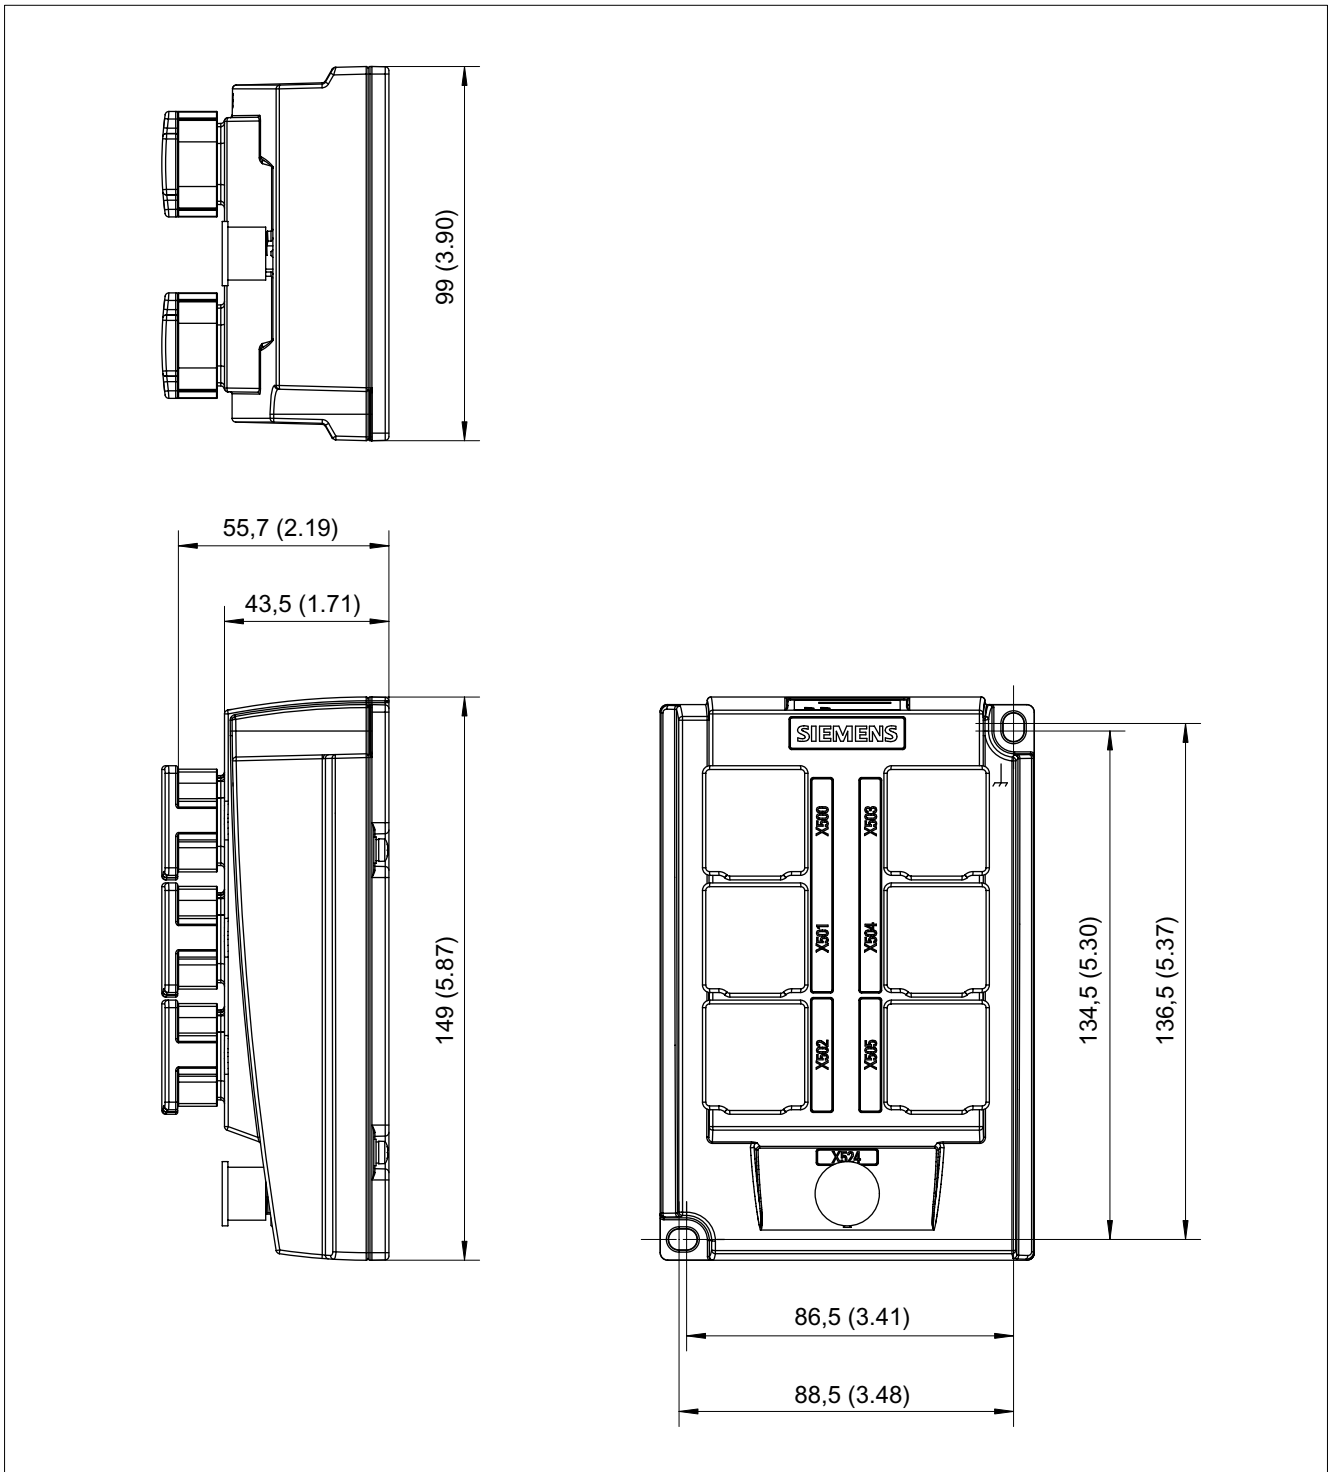 99 (3.90)
55,7 (2.19)
43,5 (1.71)
149 (5.87)
SIEMENS
X500
X503
X501
X504
X502
X505
X524
134,5 (5.30)
136,5 (5.37)
86,5 (3.41)
88,5 (3.48)